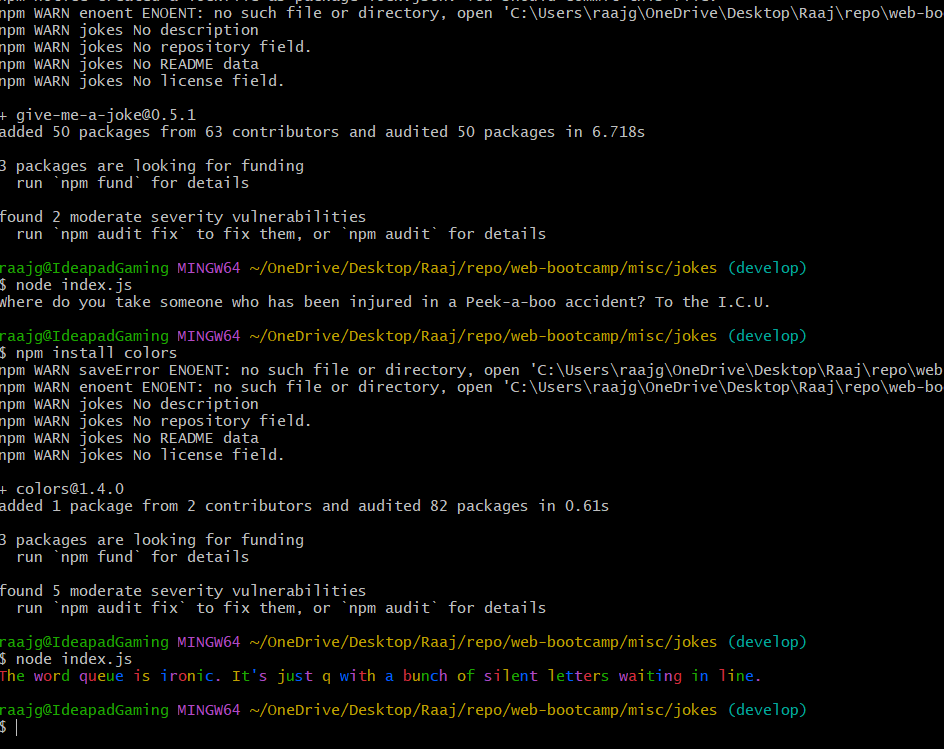 npm WARN enoent ENOENT: no such file or directory, open 'C:\Users\raajg\OneDrive\Desktop\Raaj\repo\web-bo
npm WARN jokes No description
npm WARN jokes No repository field.
npm WARN jokes No README data
npm WARN jokes No license field.
+ give-me-a-joke@0.5.1
added 50 packages from 63 contributors and audited 50 packages in 6.718s
3 packages are looking for funding
run `npm fund` for details
found 2 moderate severity vulnerabilities
run `npm audit fix` to fix them, or `npm audit` for details
raajg@IdeapadGaming MINGW64 ~/OneDrive/Desktop/Raaj/repo/web-bootcamp/misc/jokes (develop)
$ node index.js
Where do you take someone who has been injured in a Peek-a-boo accident? To the I.C.U.
raajg@IdeapadGaming MINGW64 ~/OneDrive/Desktop/Raaj/repo/web-bootcamp/misc/jokes (develop)
$ npm install colors
npm WARN saveError ENOENT: no such file or directory, open 'C:\Users\raajg\OneDrive\Desktop\Raaj\repo\web
npm WARN enoent ENOENT: no such file or directory, open 'C:\Users\raajg\OneDrive\Desktop\Raaj\repo\web-bo
npm WARN jokes No description
npm WARN jokes No repository field.
npm WARN jokes No README data
npm WARN jokes No license field.
+ colors@1.4.0
added 1 package from 2 contributors and audited 82 packages in 0.61s
3 packages are looking for funding
run `npm fund` for details
found 5 moderate severity vulnerabilities
run `npm audit fix` to fix them, or `npm audit` for details
raajg@IdeapadGaming MINGW64 ~/OneDrive/Desktop/Raaj/repo/web-bootcamp/misc/jokes (develop)
$ node index.js
The word queue is ironic. It's just q with a bunch of silent letters waiting in line.
raajg@IdeapadGaming MINGW64 ~/OneDrive/Desktop/Raaj/repo/web-bootcamp/misc/jokes (develop)
$